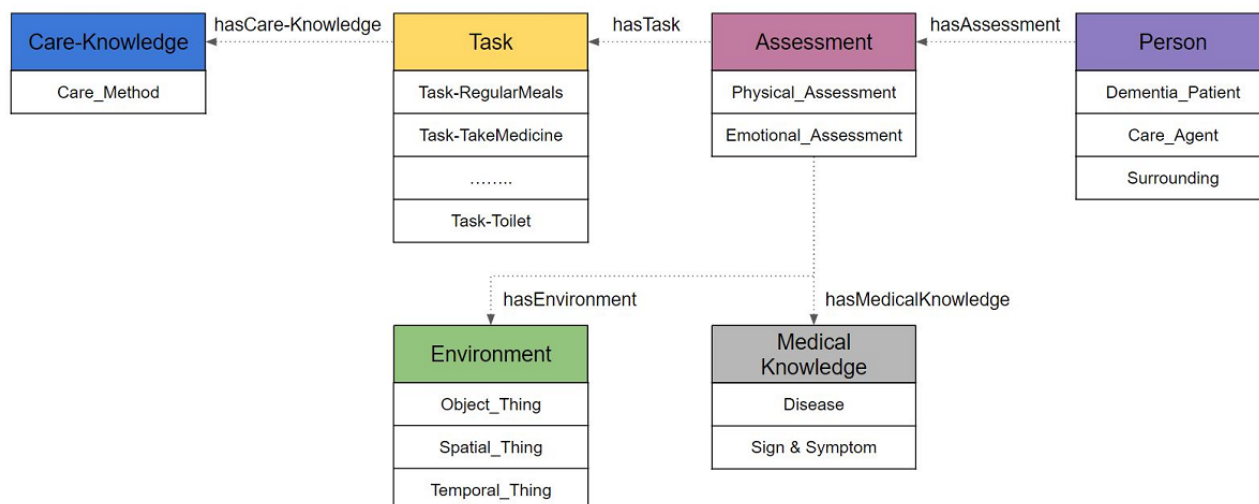 hasCare-Knowledge
hasTask
hasAssessment
Care-Knowledge
Task
Assessment
Person
Care_Method
Task-RegularMeals
Physical_Assessment
Dementia_Patient
Task-TakeMedicine
Emotional_Assessment
Care_Agent
........
Surrounding
Task-Toilet
hasEnvironment
hasMedicalKnowledge
Environment
Medical
Knowledge
Object_Thing
Disease
Spatial_Thing
Sign & Symptom
Temporal_Thing